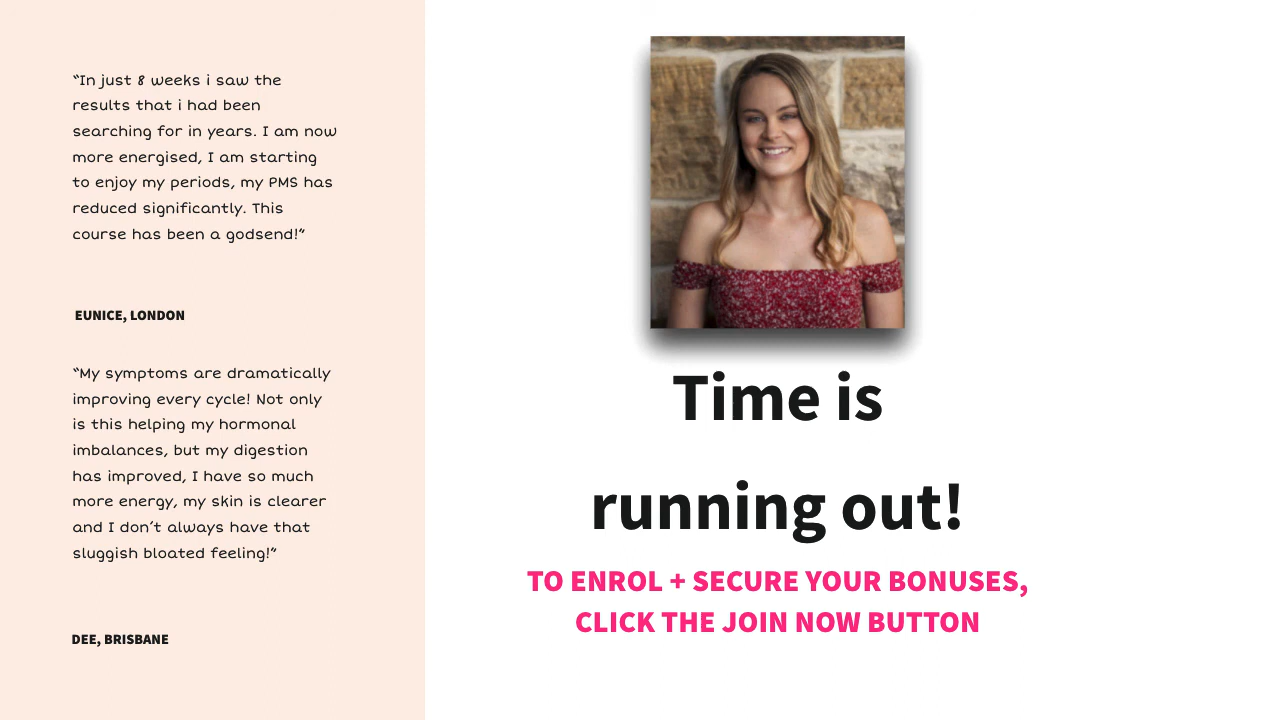 “In just 8 weeks i saw the
results that i had been
searching for in years. I am now
more energised, I am starting
to enjoy my periods, my PMS has
reduced significantly. This
course has been a godsend!”
EUNICE, LONDON
“My symptoms are dramatically
improving every cycle! Not only
is this helping my hormonal
imbalances, but my digestion
has improved, I have so much
more energy, my skin is clearer
and I don’t always have that
sluggish bloated feeling!”
DEE, BRISBANE
Time is
running out!
TO ENROL + SECURE YOUR BONUSES,
CLICK THE JOIN NOW BUTTON